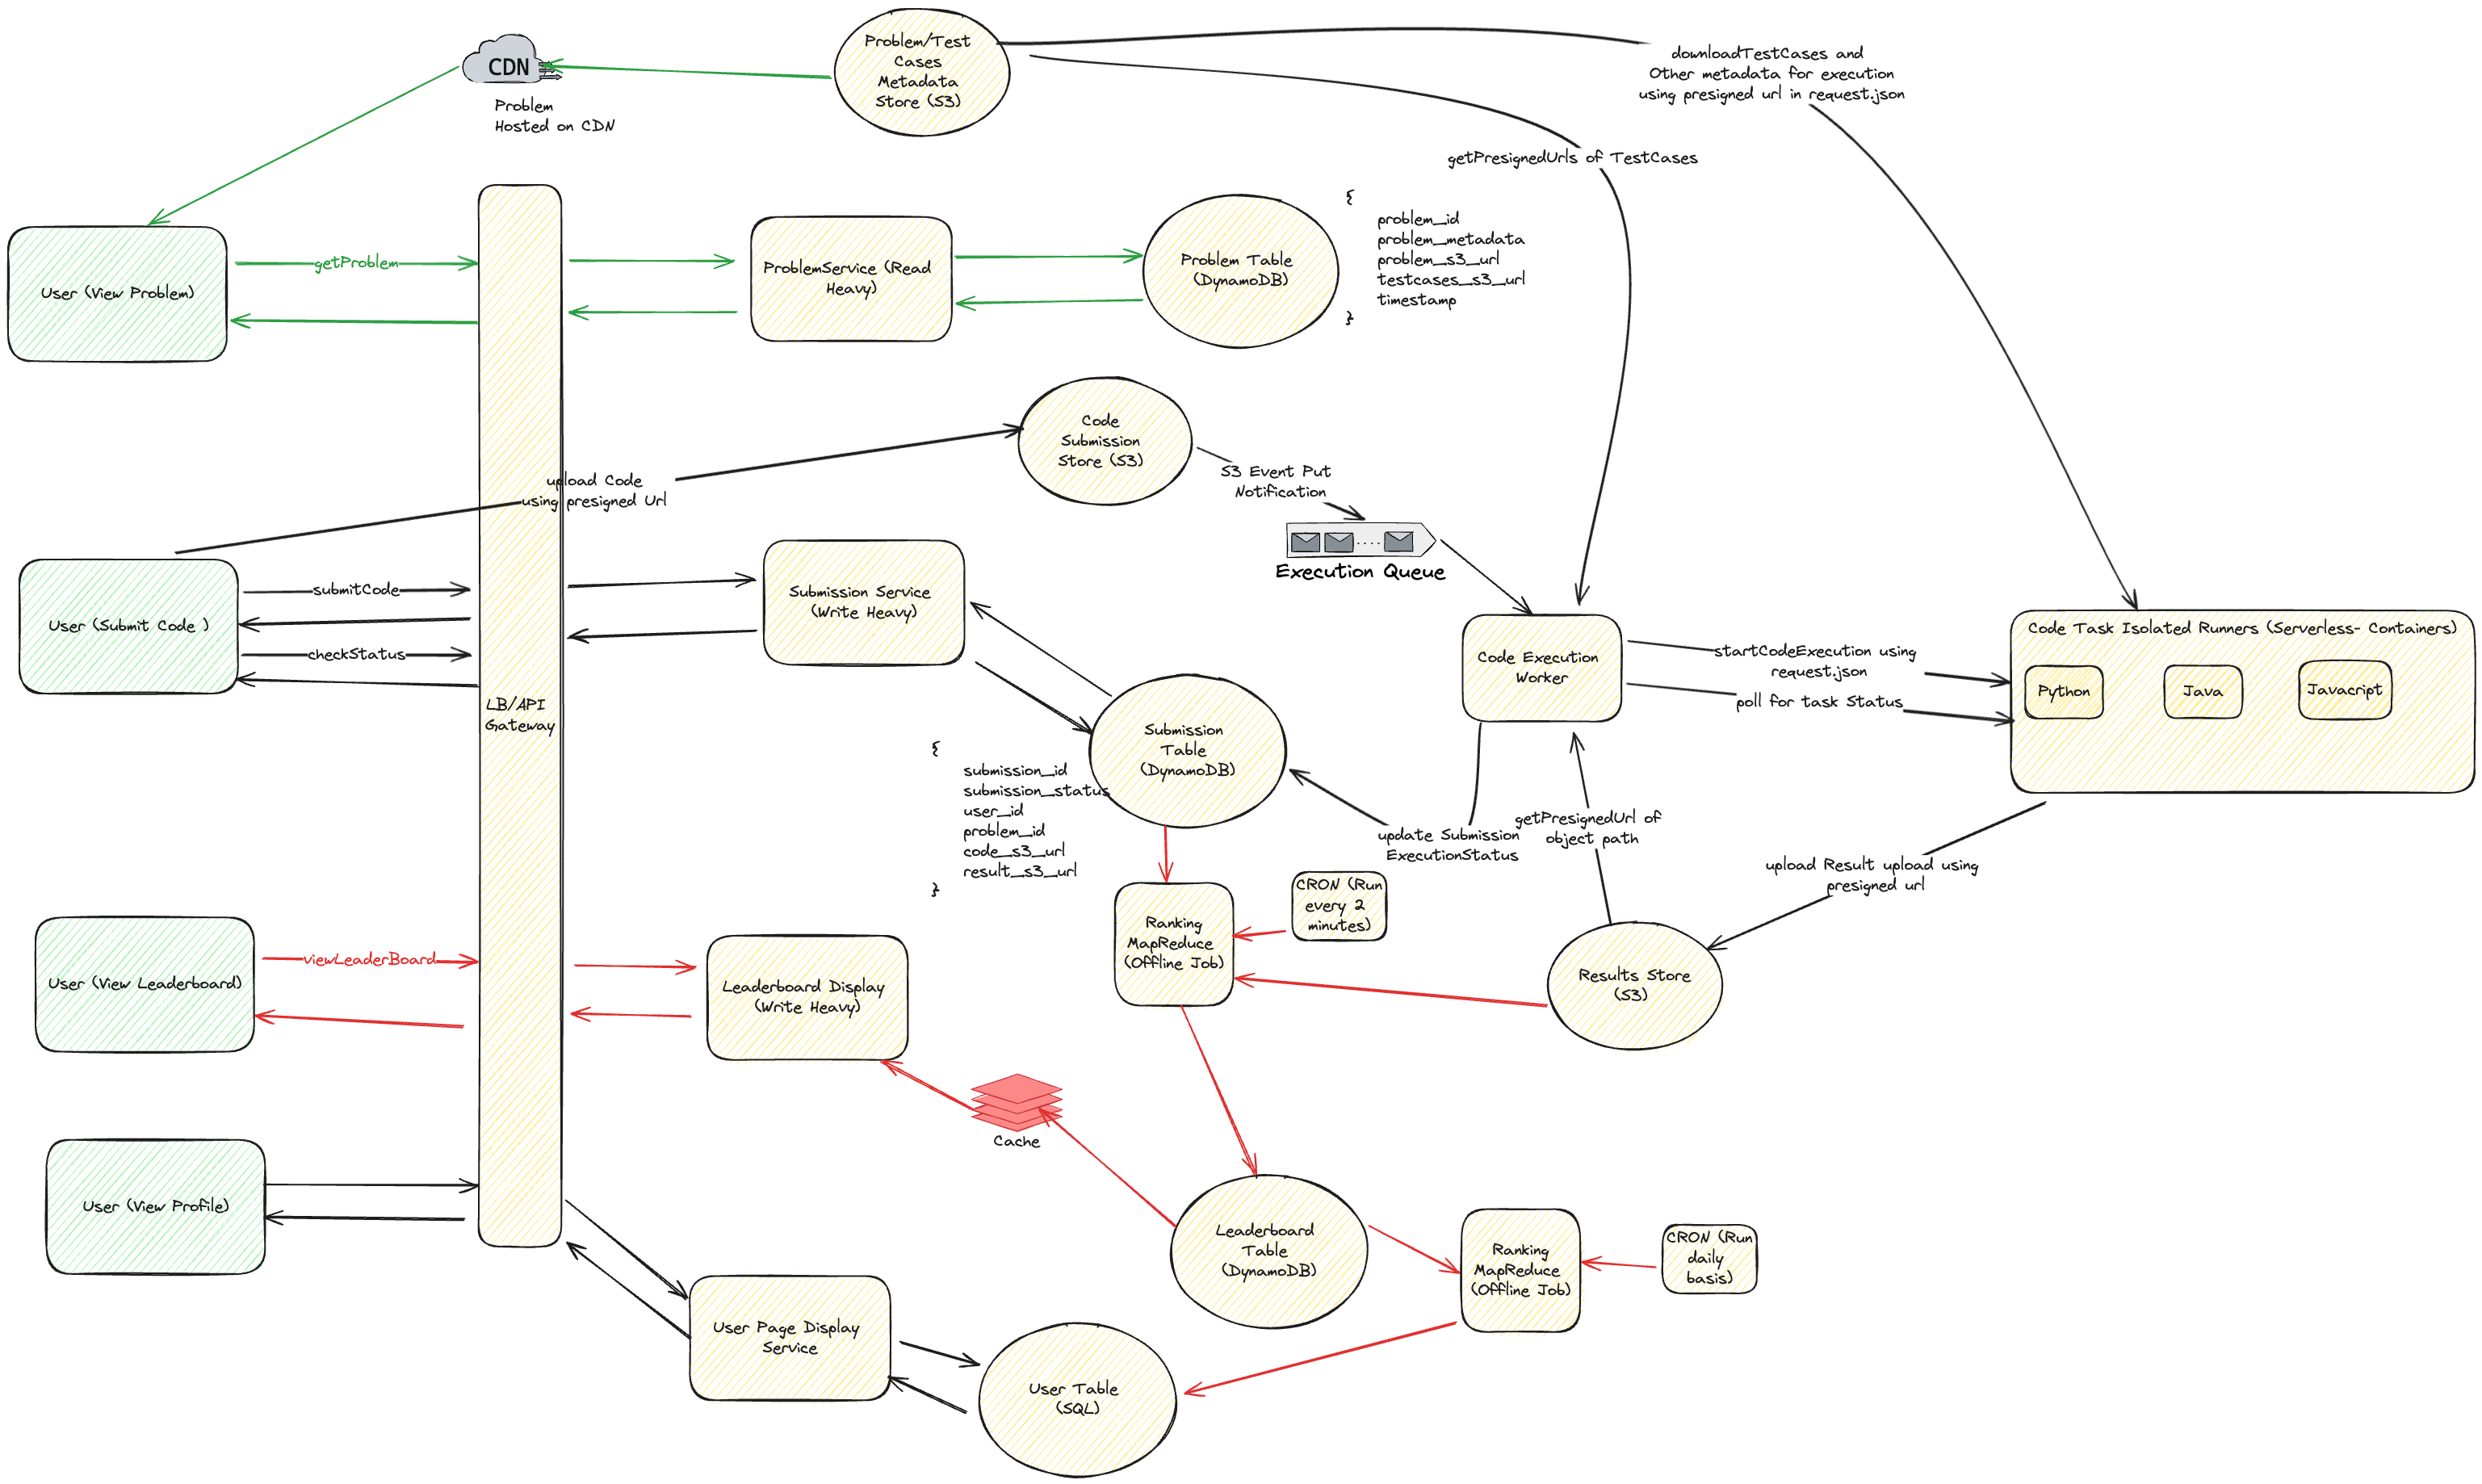 CDN
Problem
Hosted on CDN
Problem/Test
Cases
Metadata
Store (S3)
downloadTestCases and
Other metadata for execution
using presigned url in request.json
getPresignedUrls of TestCases
User (View Problem)
getProblem
ProblemService (Read
Heavy)
Problem Table
(DynamoDB)
{
problem_id
problem_metadata
problem_s3_url
testcases_s3_url
timestamp
}
Code
Submission
Store (S3)
upload Code
using presigned Url
S3 Event Put
Notification
Execution Queue
User (Submit Code )
submitCode
checkStatus
LB/API
Gateway
Submission Service
(Write Heavy)
Submission
Table
(DynamoDB)
{
submission_id
submission_status
user_id
problem_id
code_s3_url
result_s3_url
}
Code Execution
Worker
startCodeExecution using
request.json
poll for task Status
Code Task Isolated Runners (Serverless- Containers)
Python
Java
Javacript
update Submission
ExecutionStatus
getPresignedUrl of
object path
upload Result upload using
presigned url
Results Store
(S3)
CRON (Run
every 2
minutes)
Ranking
MapReduce
(Offline Job)
User (View Leaderboard)
viewLeaderBoard
Leaderboard Display
(Write Heavy)
Cache
Leaderboard
Table
(DynamoDB)
Ranking
MapReduce
(Offline Job)
CRON (Run
daily
basis)
User (View Profile)
User Page Display
Service
User Table
(SQL)